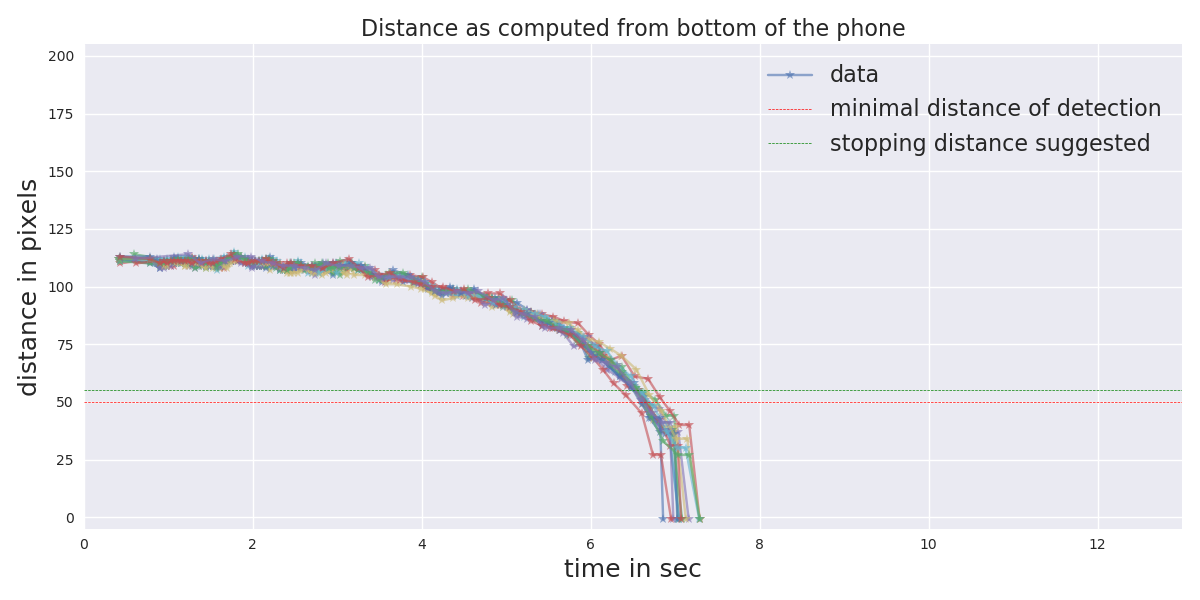 Distance as computed from bottom of the phone
data
minimal distance of detection
stopping distance suggested
distance in pixels
200
175
150
125
100
75
50
25
0
0 2 4 6 8 10 12
time in sec